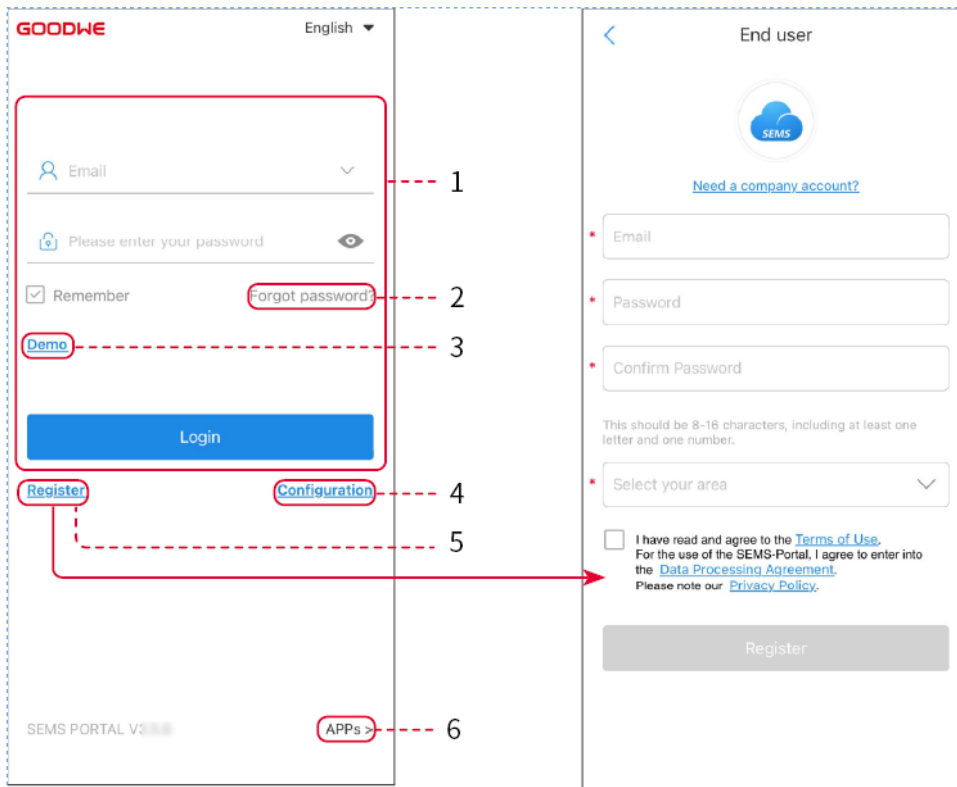 GOODWE
English
Email
1
Please enter your password
Remember
Forgot password?
2
Demo
3
Login
Register
Configuration
4
5
SEMS PORTAL
APPs >
6
End user
SEMS
Need a company account?
* Email
* Password
* Confirm Password
This should be 8-16 characters, including at least one
letter and one number.
* Select your area
I have read and agree to the Terms of Use.
For the use of the SEMS-Portal, I agree to enter into
the Data Processing Agreement.
Please note our Privacy Policy.
Register